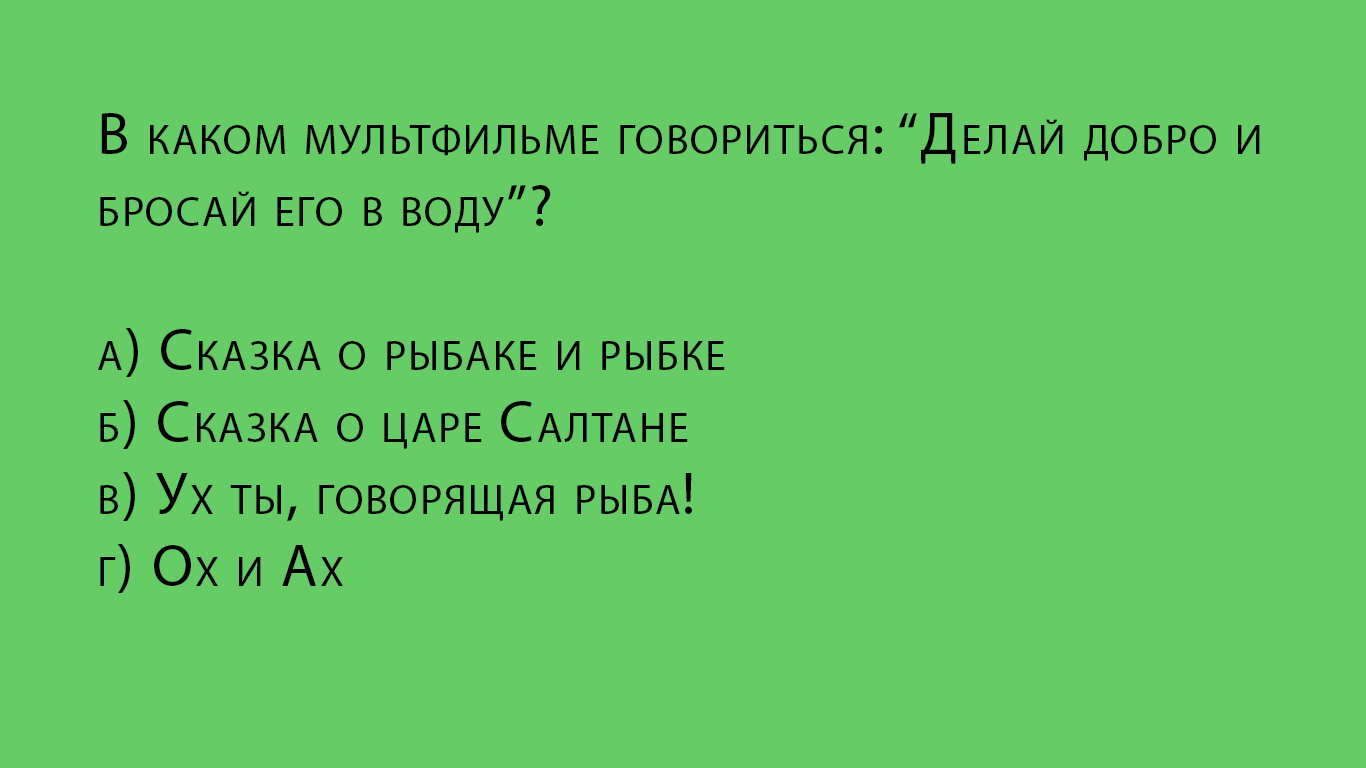 В каком мультфильме говориться: “Делай добро и
бросай его в воду”?
а) Сказка о рыбаке и рыбке
б) Сказка о царе Салтане
в) Ух ты, говорящая рыба!
г) Ох и Ах